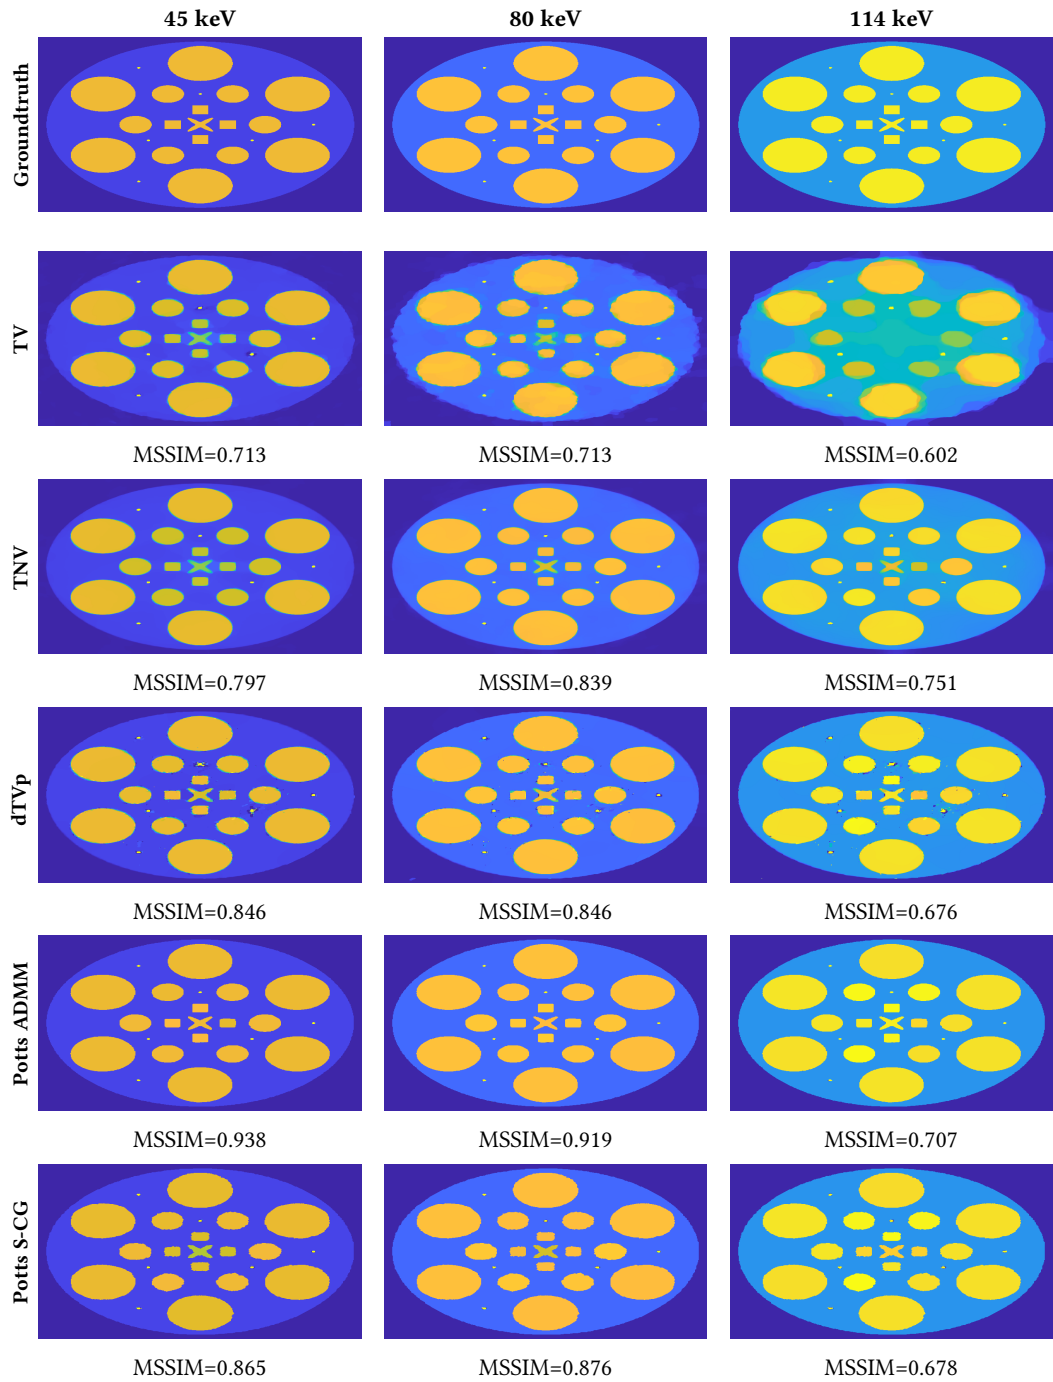 45 keV 80 keV 114 keV
Groundtruth
TV
MSSIM=0.713 MSSIM=0.713 MSSIM=0.602
TNV
MSSIM=0.797 MSSIM=0.839 MSSIM=0.751
dTVp
MSSIM=0.846 MSSIM=0.846 MSSIM=0.676
Potts ADMM
MSSIM=0.938 MSSIM=0.919 MSSIM=0.707
Potts S-CG
MSSIM=0.865 MSSIM=0.876 MSSIM=0.678